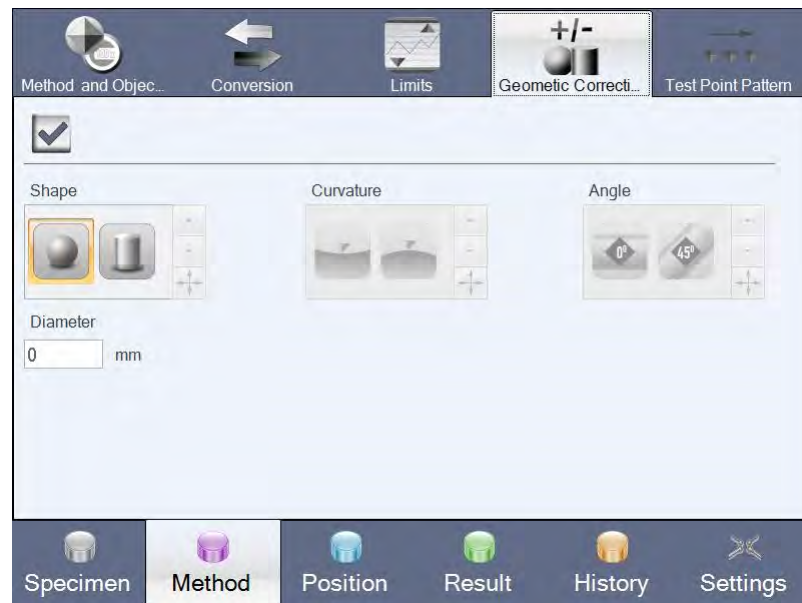 +/-
Method and Objec... Conversion Limits Geometic Correcti... Test Point Pattern
Shape Curvature Angle
0° 45°
Diameter
0 mm
Specimen Method Position Result History Settings